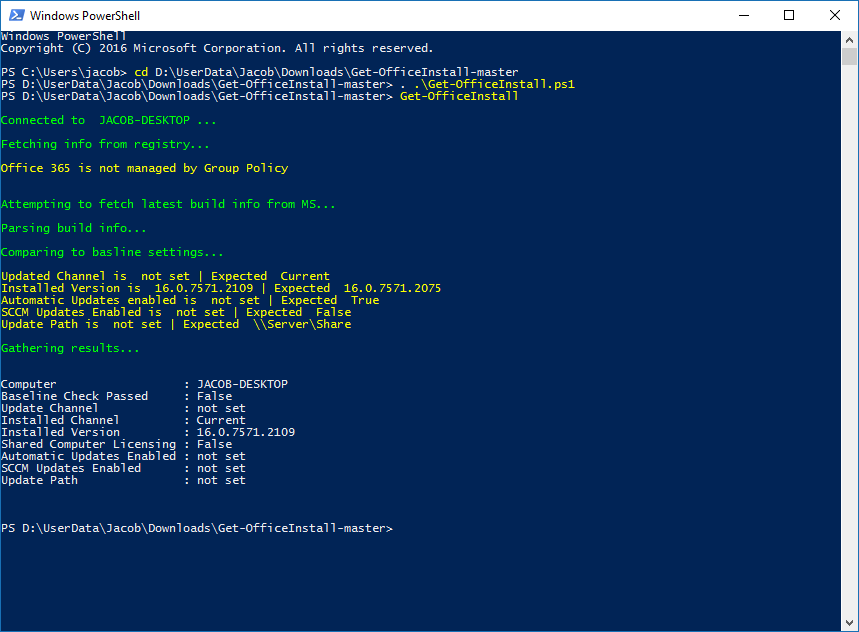 Windows PowerShell
Windows PowerShell
Copyright (C) 2016 Microsoft Corporation. All rights reserved.
PS C:\Users\jacob> cd D:\UserData\Jacob\Downloads\Get-OfficeInstall-master
PS D:\UserData\Jacob\Downloads\Get-OfficeInstall-master> . .\Get-OfficeInstall.ps1
PS D:\UserData\Jacob\Downloads\Get-OfficeInstall-master> Get-OfficeInstall
Connected to  JACOB-DESKTOP ...
Fetching info from registry...
Office 365 is not managed by Group Policy
Attempting to fetch latest build info from MS...
Parsing build info...
Comparing to basline settings...
Updated Channel is  not set | Expected  Current
Installed Version is  16.0.7571.2109 | Expected  16.0.7571.2075
Automatic Updates enabled is  not set | Expected  True
SCCM Updates Enabled is  not set | Expected  False
Update Path is  not set | Expected  \\Server\Share
Gathering results...
Computer                  : JACOB-DESKTOP
Baseline Check Passed     : False
Update Channel            : not set
Installed Channel         : Current
Installed Version         : 16.0.7571.2109
Shared Computer Licensing : False
Automatic Updates Enabled : not set
SCCM Updates Enabled      : not set
Update Path               : not set
PS D:\UserData\Jacob\Downloads\Get-OfficeInstall-master>